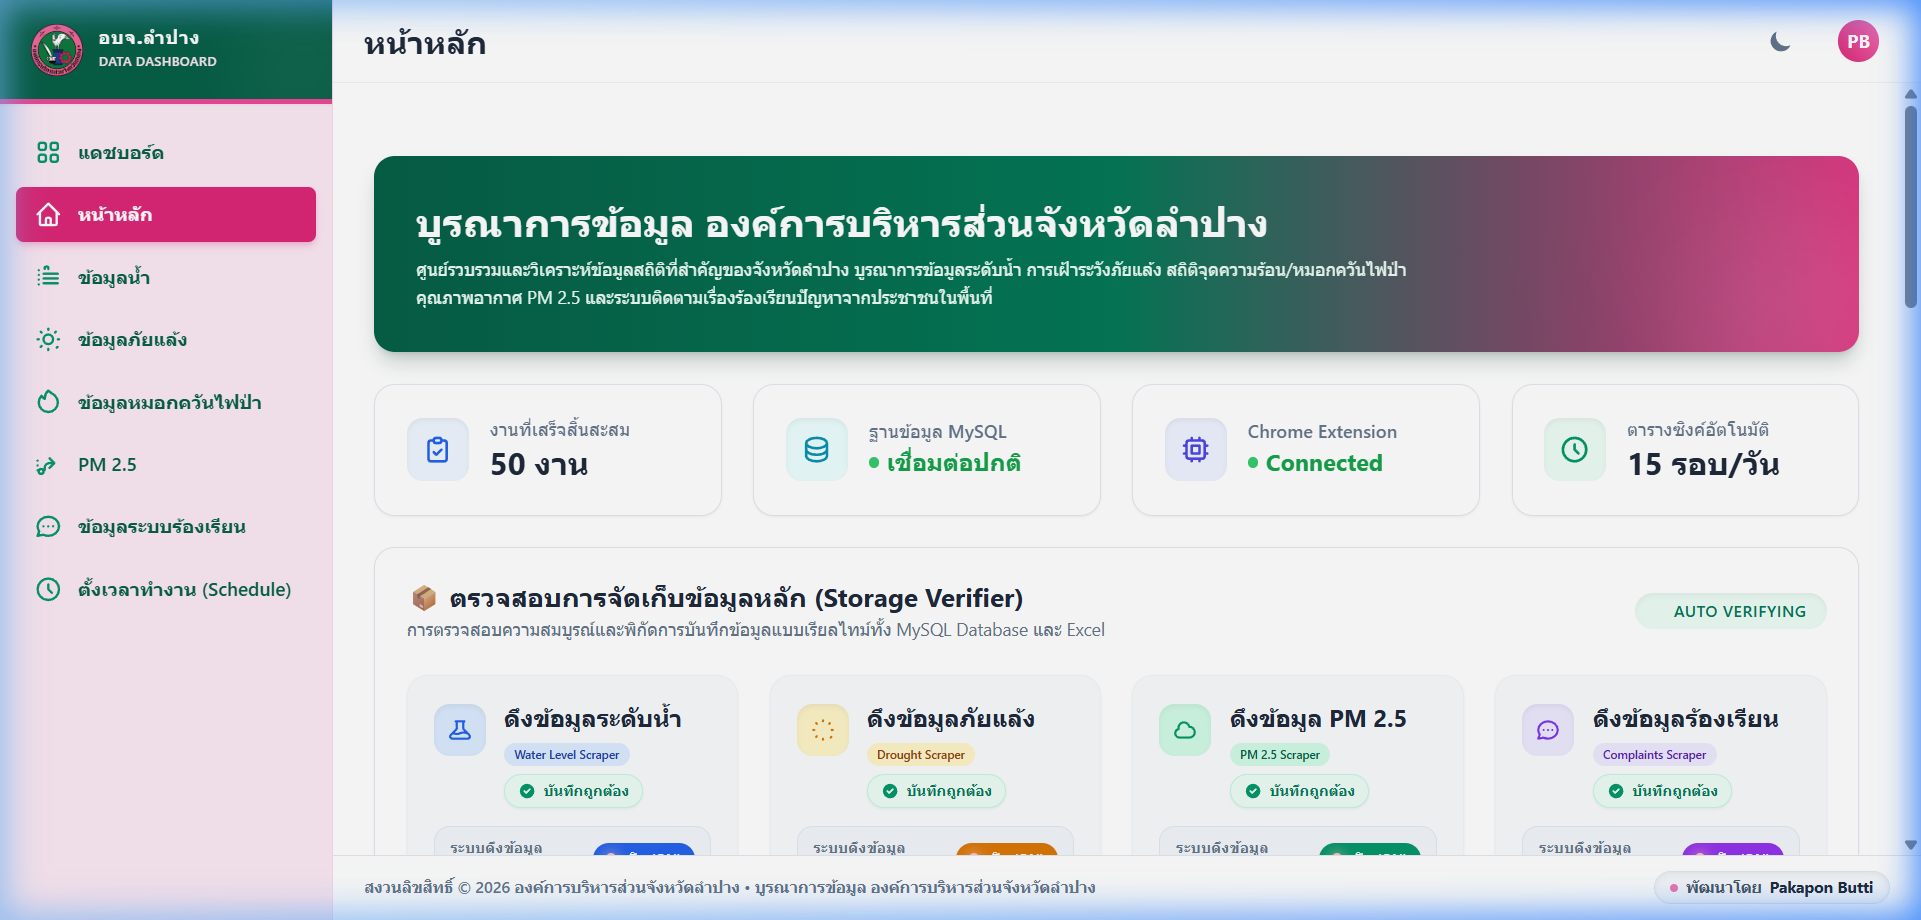 อบจ.ลำปาง
DATA DASHBOARD
แดชบอร์ด
หน้าหลัก
ข้อมูลน้ำ
ข้อมูลภัยแล้ง
ข้อมูลหมอกควันไฟป่า
PM 2.5
ข้อมูลระบบร้องเรียน
ตั้งเวลาทำงาน (Schedule)
หน้าหลัก
PB
บูรณาการข้อมูล องค์การบริหารส่วนจังหวัดลำปาง
ศูนย์รวบรวมและวิเคราะห์ข้อมูลสถิติที่สำคัญของจังหวัดลำปาง บูรณาการข้อมูลระดับน้ำ การเฝ้าระวังภัยแล้ง สถิติจุดความร้อน/หมอกควันไฟป่า
คุณภาพอากาศ PM 2.5 และระบบติดตามเรื่องร้องเรียนปัญหาจากประชาชนในพื้นที่
งานที่เสร็จสิ้นสะสม
50 งาน
ฐานข้อมูล MySQL
เชื่อมต่อปกติ
Chrome Extension
Connected
ตารางซิงค์อัตโนมัติ
15 รอบ/วัน
ตรวจสอบการจัดเก็บข้อมูลหลัก (Storage Verifier)
การตรวจสอบความสมบูรณ์และพิกัดการบันทึกข้อมูลแบบเรียลไทม์ทั้ง MySQL Database และ Excel
AUTO VERIFYING
ดึงข้อมูลระดับน้ำ
Water Level Scraper
บันทึกถูกต้อง
ระบบดึงข้อมูล
ดึงข้อมูลภัยแล้ง
Drought Scraper
บันทึกถูกต้อง
ระบบดึงข้อมูล
ดึงข้อมูล PM 2.5
PM 2.5 Scraper
บันทึกถูกต้อง
ระบบดึงข้อมูล
ดึงข้อมูลร้องเรียน
Complaints Scraper
บันทึกถูกต้อง
ระบบดึงข้อมูล
สงวนลิขสิทธิ์ © 2026 องค์การบริหารส่วนจังหวัดลำปาง • บูรณาการข้อมูล องค์การบริหารส่วนจังหวัดลำปาง
พัฒนาโดย Pakapon Butti